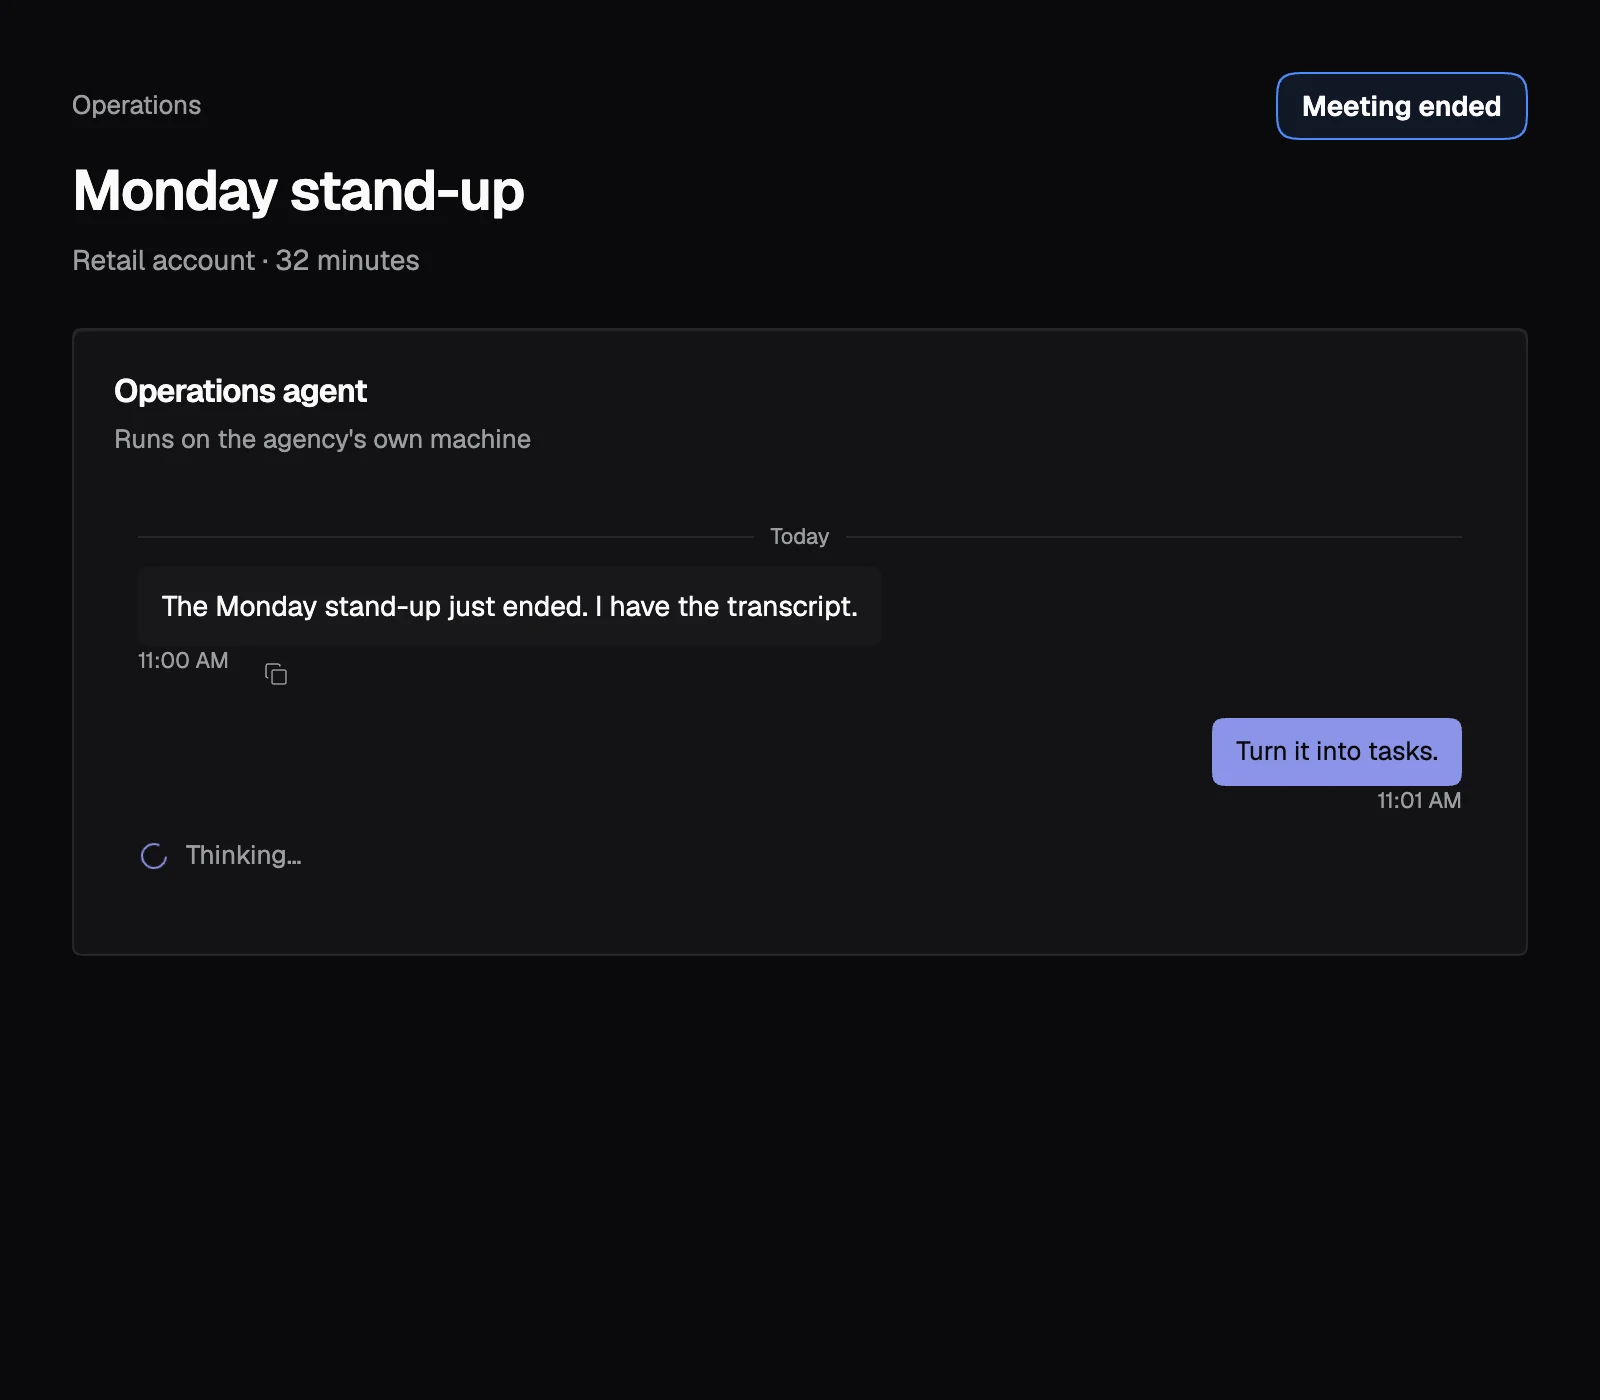 Operations
Meeting ended
Monday stand-up
Retail account · 32 minutes
Operations agent
Runs on the agency's own machine
Today
The Monday stand-up just ended. I have the transcript.
11:00 AM
Turn it into tasks.
11:01 AM
Thinking...